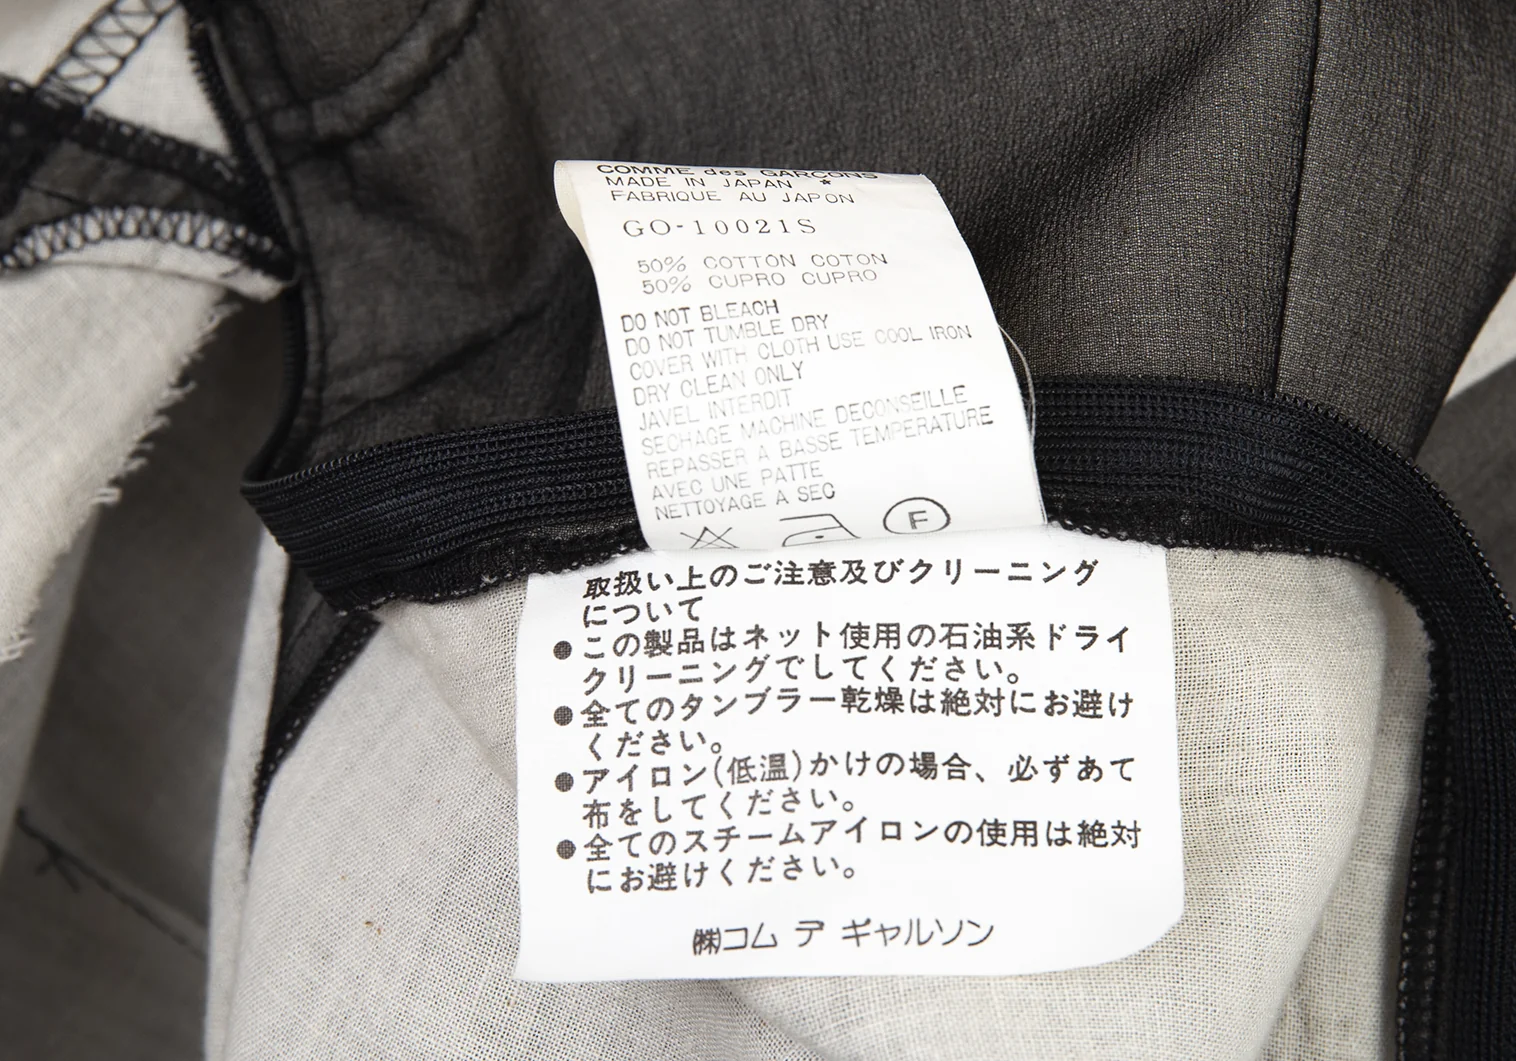 COMME des GARCONS
MADE IN JAPAN *
FABRIQUE AU JAPON
GO-10021S
50% COTTON COTON
50% CUPRO CUPRO
DO NOT BLEACH
DO NOT TUMBLE DRY
COVER WITH CLOTH USE COOL IRON
DRY CLEAN ONLY
JAVEL INTERDIT
SECHAGE MACHINE DECONSEILLE
REPASSER A BASSE TEMPERATURE
AVEC UNE PATTE
NETTOYAGE A SEC
F
取扱い上のご注意及びクリーニング
について
●この製品はネット使用の石油系ドライ
クリーニングでしてください。
●全てのタンブラー乾燥は絶対にお避け
ください。
●アイロン(低温)かけの場合、必ずあて
布をしてください。
●全てのスチームアイロンの使用は絶対
にお避けください。
㈱コム デ ギャルソン